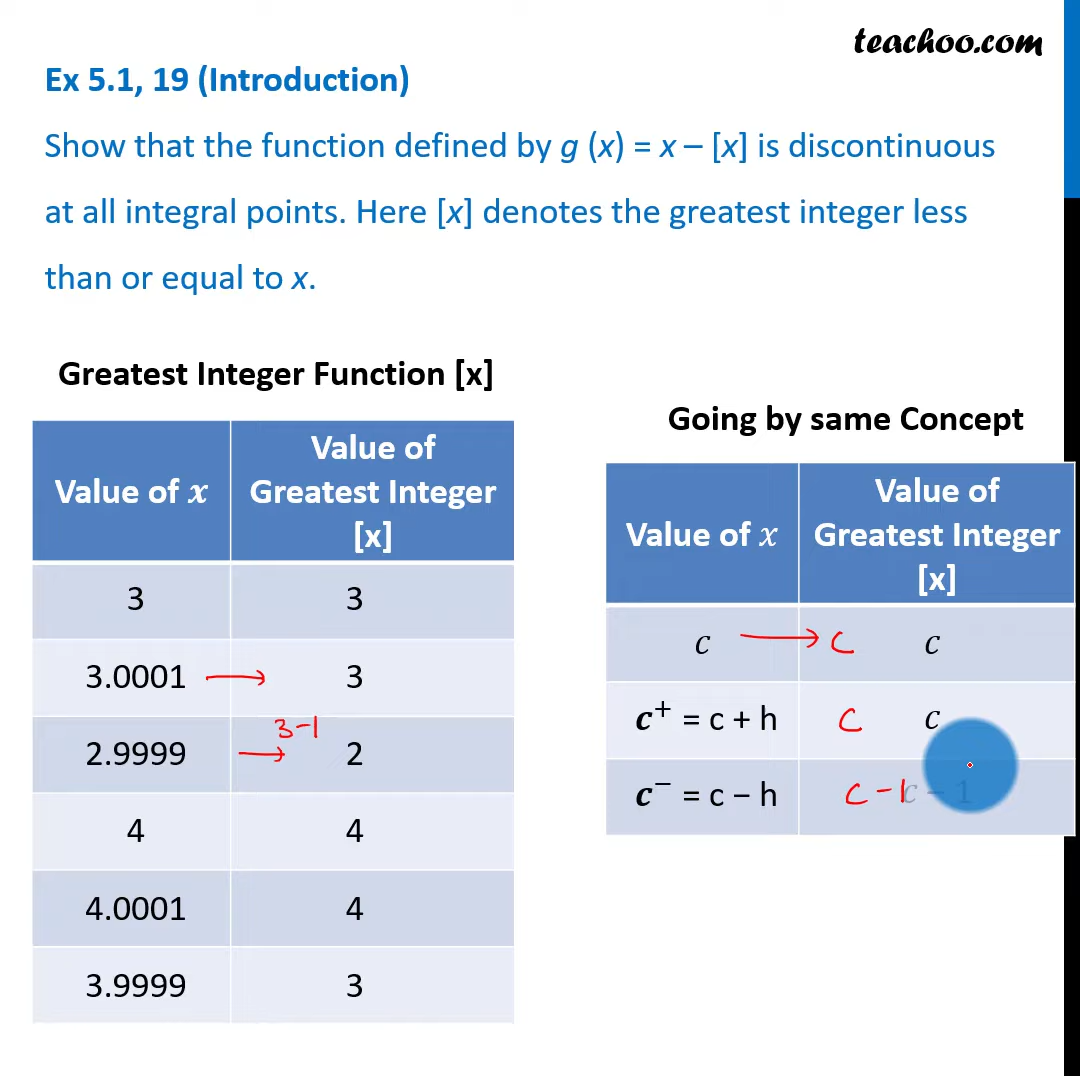 teachoo.com
Ex 5.1, 19 (Introduction)
Show that the function defined by g (x) = x – [x] is discontinuous
at all integral points. Here [x] denotes the greatest integer less
than or equal to x.
Greatest Integer Function [x]
Value of x
Value of
Greatest Integer
[x]
3 3
3.0001 → 3
3–1
2.9999 → 2
4 4
4.0001 4
3.9999 3
Going by same Concept
Value of x
Value of
Greatest Integer
[x]
c → c c
c⁺ = c + h c c
c⁻ = c − h c – 1 c − 1